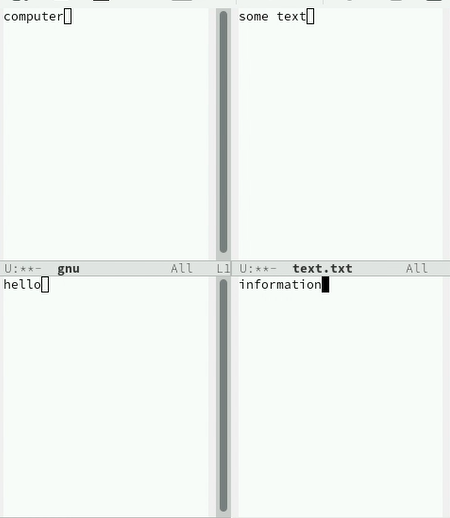 computer
some text
U:**-  gnu  All  L1
U:**-  text.txt  All
hello
information